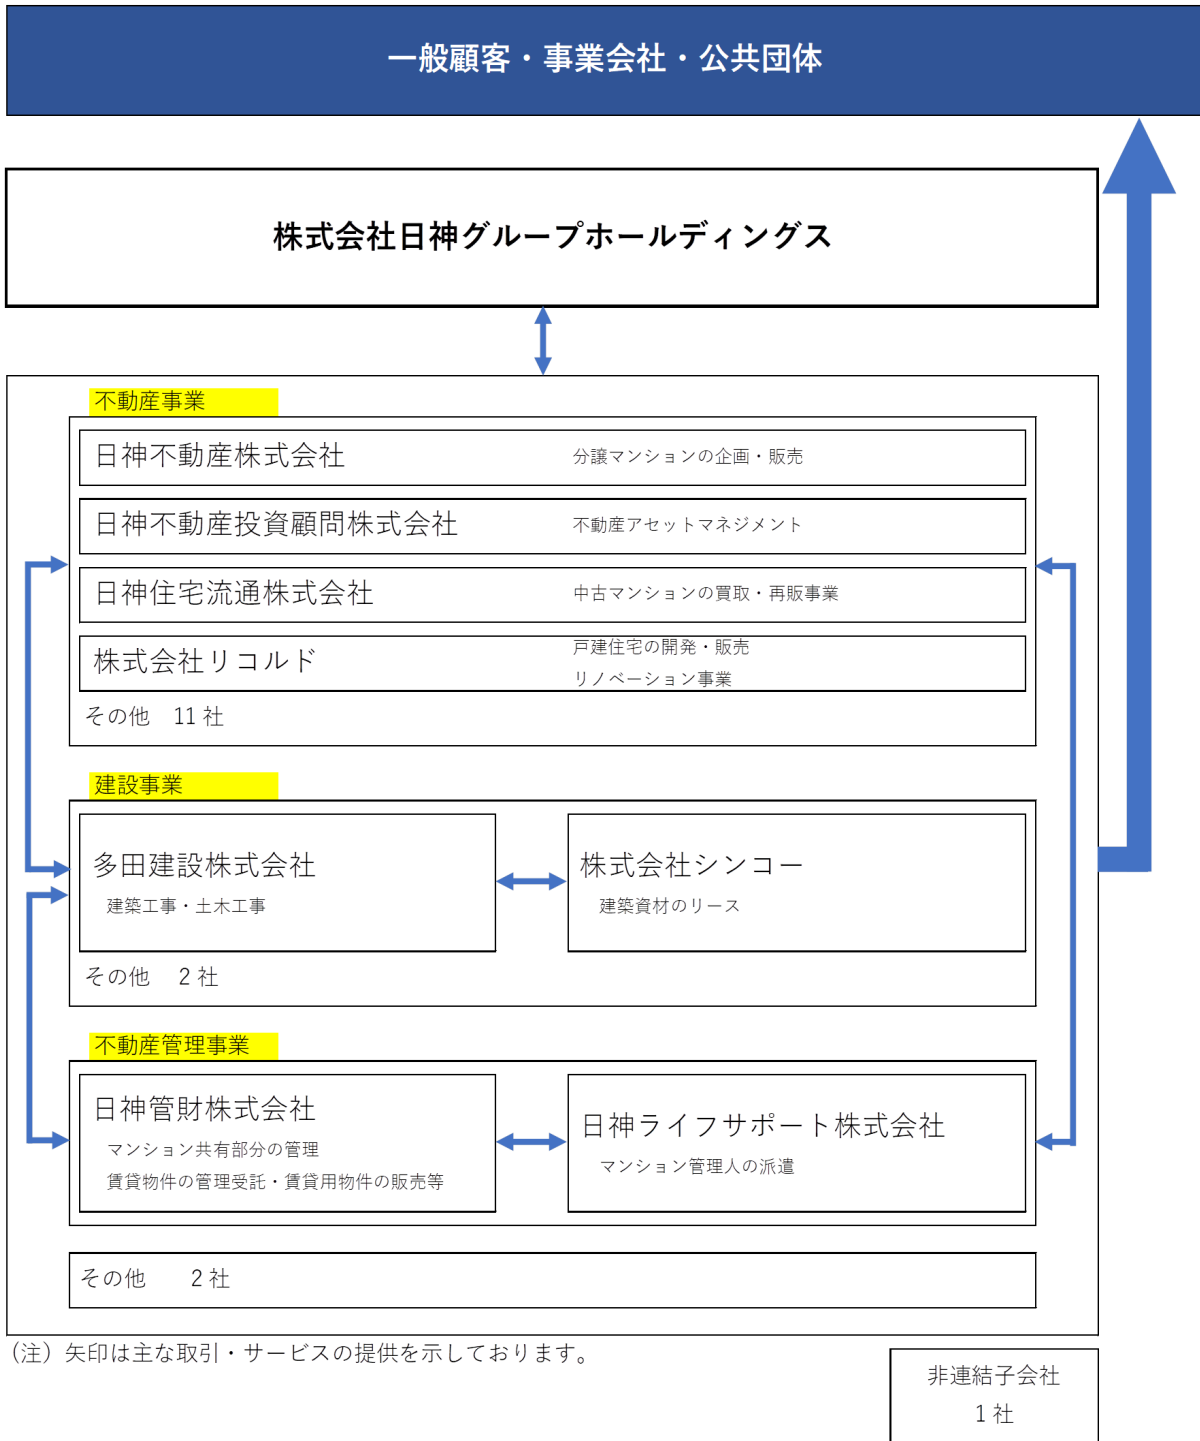 一般顧客・事業会社・公共団体
株式会社日神グループホールディングス
不動産事業
日神不動産株式会社
分譲マンションの企画・販売
日神不動産投資顧問株式会社
不動産アセットマネジメント
日神住宅流通株式会社
中古マンションの買取・再販事業
株式会社リコルド
戸建住宅の開発・販売
リノベーション事業
その他 11社
建設事業
多田建設株式会社
建築工事・土木工事
株式会社シンコー
建築資材のリース
その他 2社
不動産管理事業
日神管財株式会社
マンション共有部分の管理
賃貸物件の管理受託・賃貸用物件の販売等
日神ライフサポート株式会社
マンション管理人の派遣
その他 2社
(注)矢印は主な取引・サービスの提供を示しております。
非連結子会社
1社